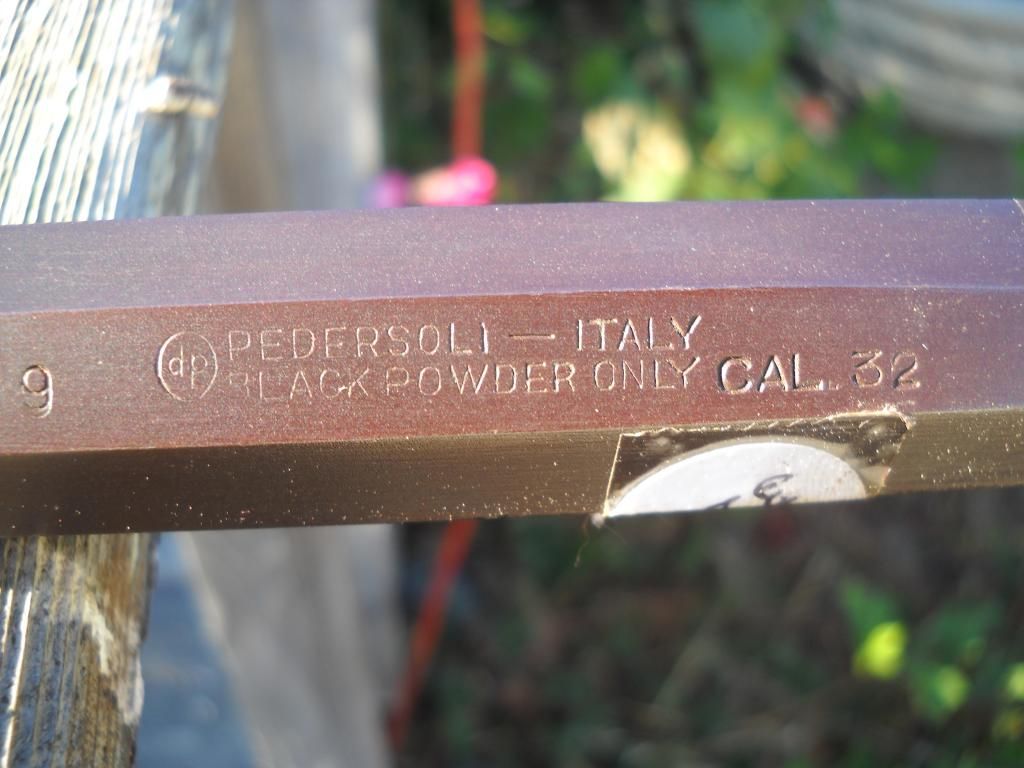 9
dp PEDERSOLI — ITALY
BLACK POWDER ONLY CAL. 32